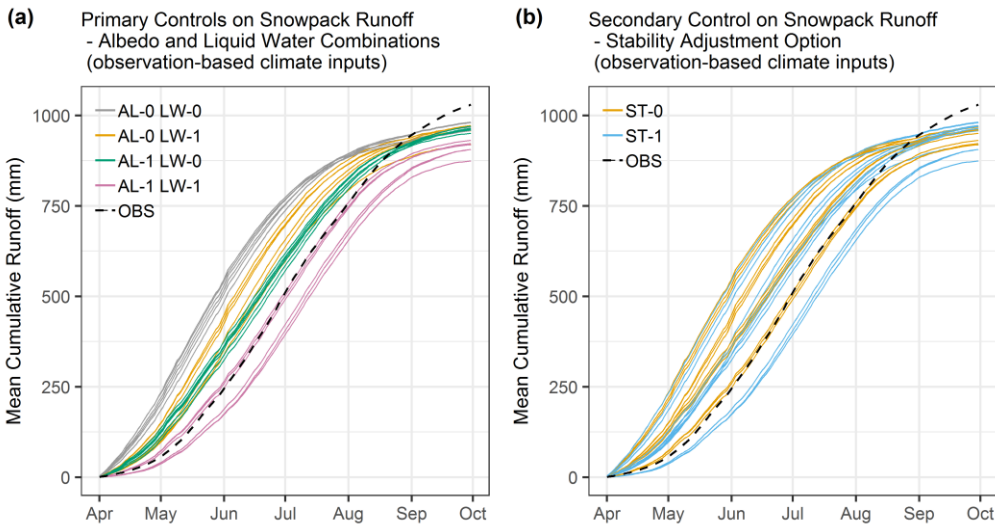 (a)
Primary Controls on Snowpack Runoff
- Albedo and Liquid Water Combinations
(observation-based climate inputs)
Mean Cumulative Runoff (mm)
1000
750
500
250
0
AL-0 LW-0
AL-0 LW-1
AL-1 LW-0
AL-1 LW-1
OBS
Apr May Jun Jul Aug Sep Oct
(b)
Secondary Control on Snowpack Runoff
- Stability Adjustment Option
(observation-based climate inputs)
Mean Cumulative Runoff (mm)
1000
750
500
250
0
ST-0
ST-1
OBS
Apr May Jun Jul Aug Sep Oct